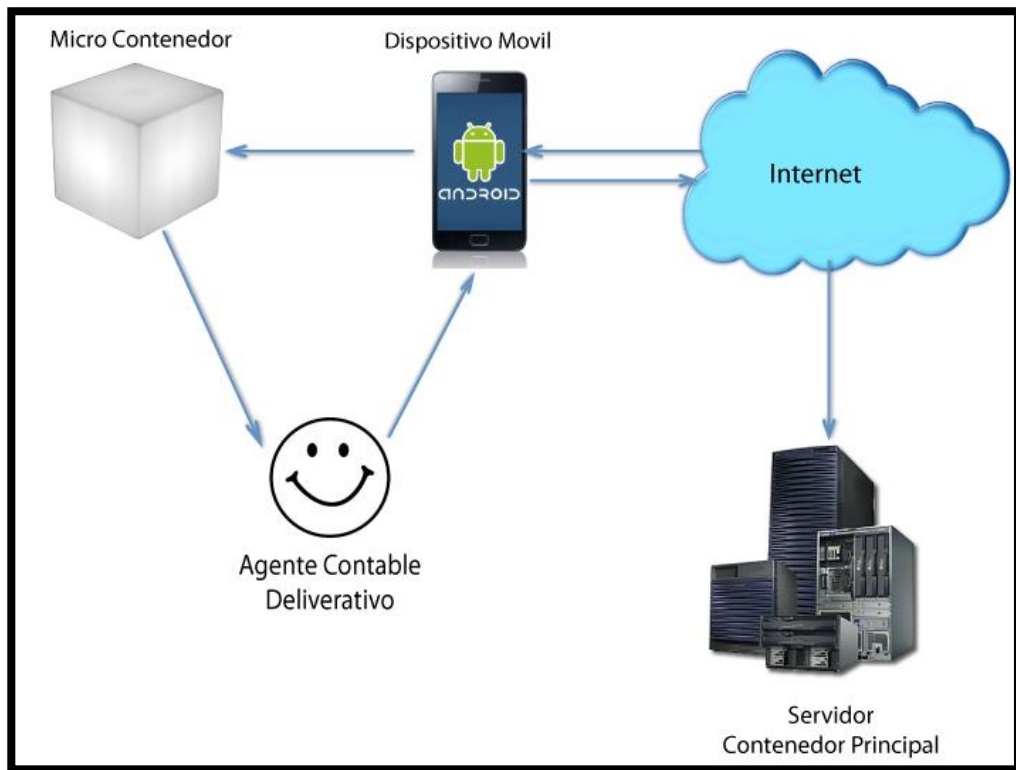 Micro Contenedor
Dispositivo Movil
ANDROID
Internet
Agente Contable
Deliverativo
Servidor
Contenedor Principal